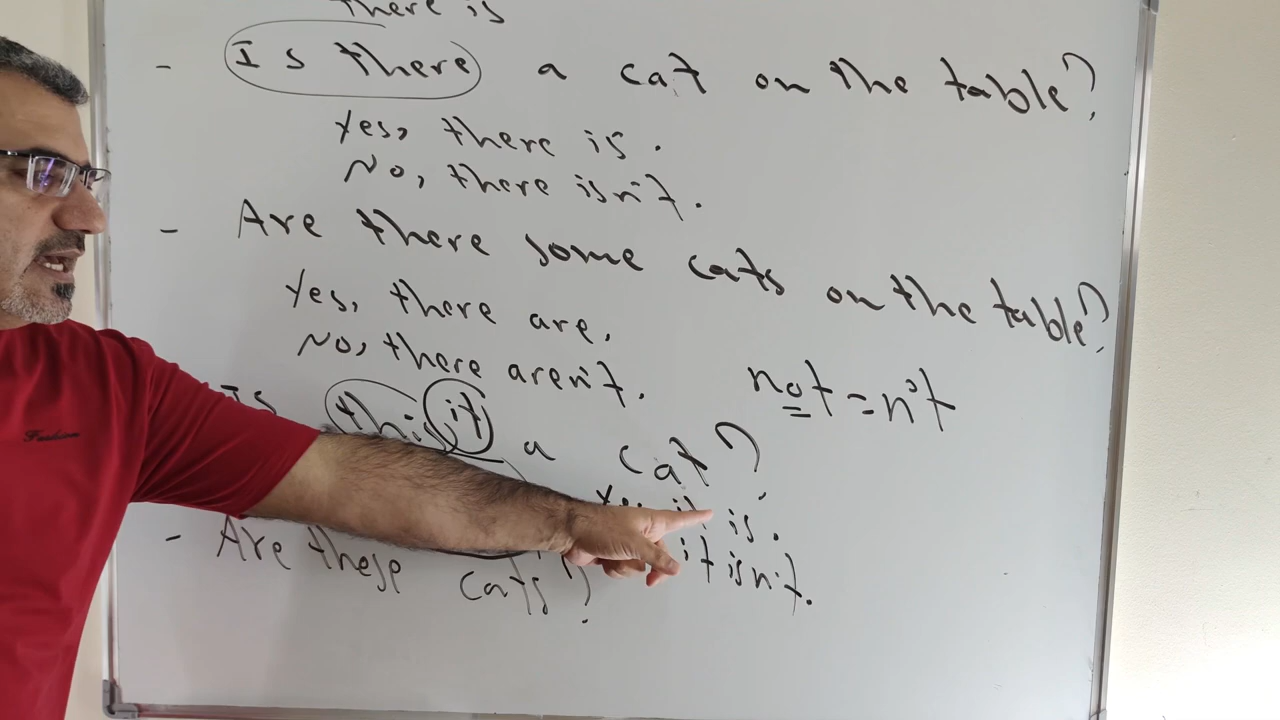 there is
- Is there a cat on the table?
Yes, there is.
No, there isn't.
- Are there some cats on the table?
Yes, there are.
No, there aren't.
not = n't
Is this it a cat?
Yes it is.
it isn't.
- Are these cats?
Fashion